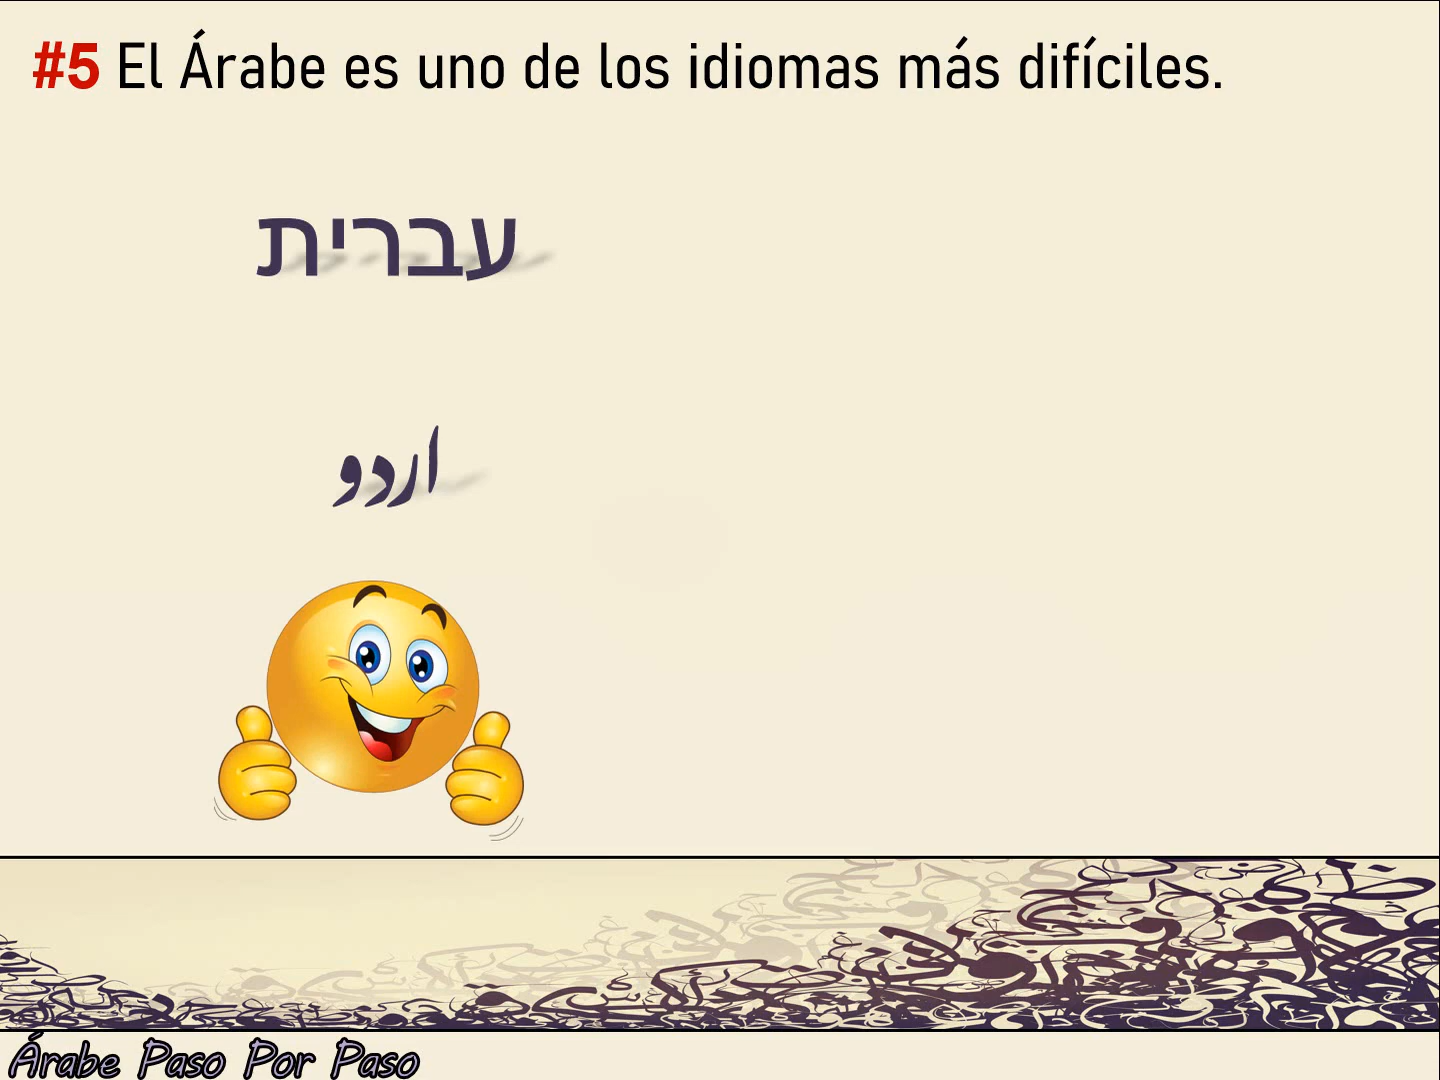 #5 El Árabe es uno de los idiomas más difíciles.
עברית
اردو
Árabe Paso Por Paso